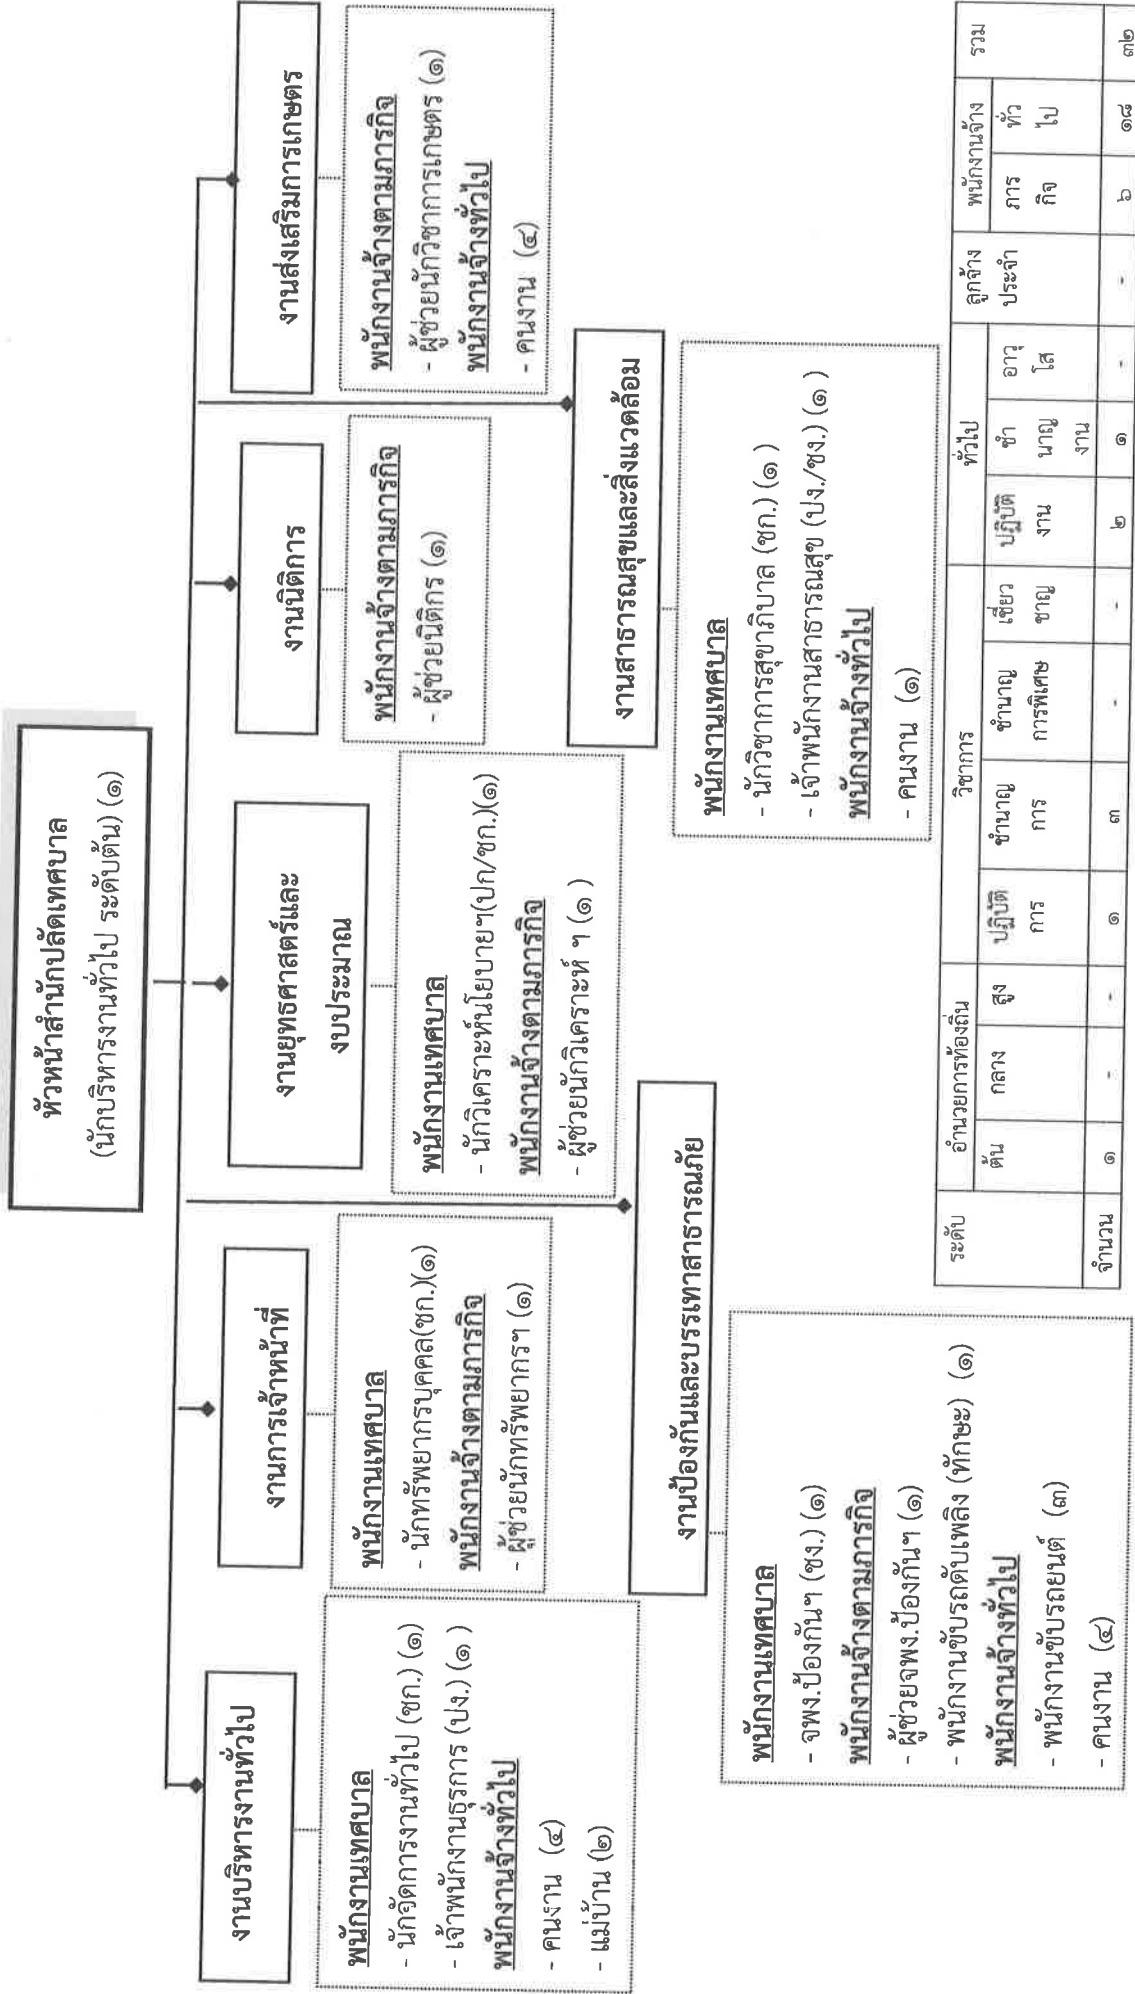 หัวหน้าสำนักปลัดเทศบาล
(นักบริหารงานทั่วไป ระดับต้น) (๑)
งานบริหารงานทั่วไป
พนักงานเทศบาล
- นักจัดการงานทั่วไป (ชก.) (๑)
- เจ้าพนักงานธุรการ (ปง.) (๑ )
พนักงานจ้างทั่วไป
- คนงาน (๔)
- แม่บ้าน (๒)
งานการเจ้าหน้าที่
พนักงานเทศบาล
- นักทรัพยากรบุคคล(ชก.)(๑)
พนักงานจ้างตามภารกิจ
- ผู้ช่วยนักทรัพยากรฯ (๑)
งานยุทธศาสตร์และ
งบประมาณ
พนักงานเทศบาล
- นักวิเคราะห์นโยบายฯ(ปก/ชก.)(๑)
พนักงานจ้างตามภารกิจ
- ผู้ช่วยนักวิเคราะห์ ฯ (๑ )
งานนิติการ
พนักงานจ้างตามภารกิจ
- ผู้ช่วยนิติกร (๑)
งานส่งเสริมการเกษตร
พนักงานจ้างตามภารกิจ
- ผู้ช่วยนักวิชาการเกษตร (๑)
พนักงานจ้างทั่วไป
- คนงาน (๔)
งานป้องกันและบรรเทาสาธารณภัย
พนักงานเทศบาล
- จพง.ป้องกันฯ (ชง.) (๑)
พนักงานจ้างตามภารกิจ
- ผู้ช่วยจพง.ป้องกันฯ (๑)
- พนักงานขับรถดับเพลิง (ทักษะ) (๑)
พนักงานจ้างทั่วไป
- พนักงานขับรถยนต์ (๓)
- คนงาน (๔)
งานสาธารณสุขและสิ่งแวดล้อม
พนักงานเทศบาล
- นักวิชาการสุขาภิบาล (ชก.) (๑ )
- เจ้าพนักงานสาธารณสุข (ปง./ชง.) (๑ )
พนักงานจ้างทั่วไป
- คนงาน (๑)
ระดับ อำนวยการท้องถิ่น วิชาการ ทั่วไป ลูกจ้าง พนักงานจ้าง รวม
ต้น กลาง สูง ปฏิบัติ ชำนาญ ชำนาญ เชี่ยว ปฏิบัติ ชำ อาวุ ประจำ ภาร ทั่ว
การ การ การพิเศษ ชาญ งาน นาญ โส กิจ ไป
งาน
จำนวน ๑ - - ๑ ๓ - - ๒ ๑ - - ๖ ๑๘ ๓๒